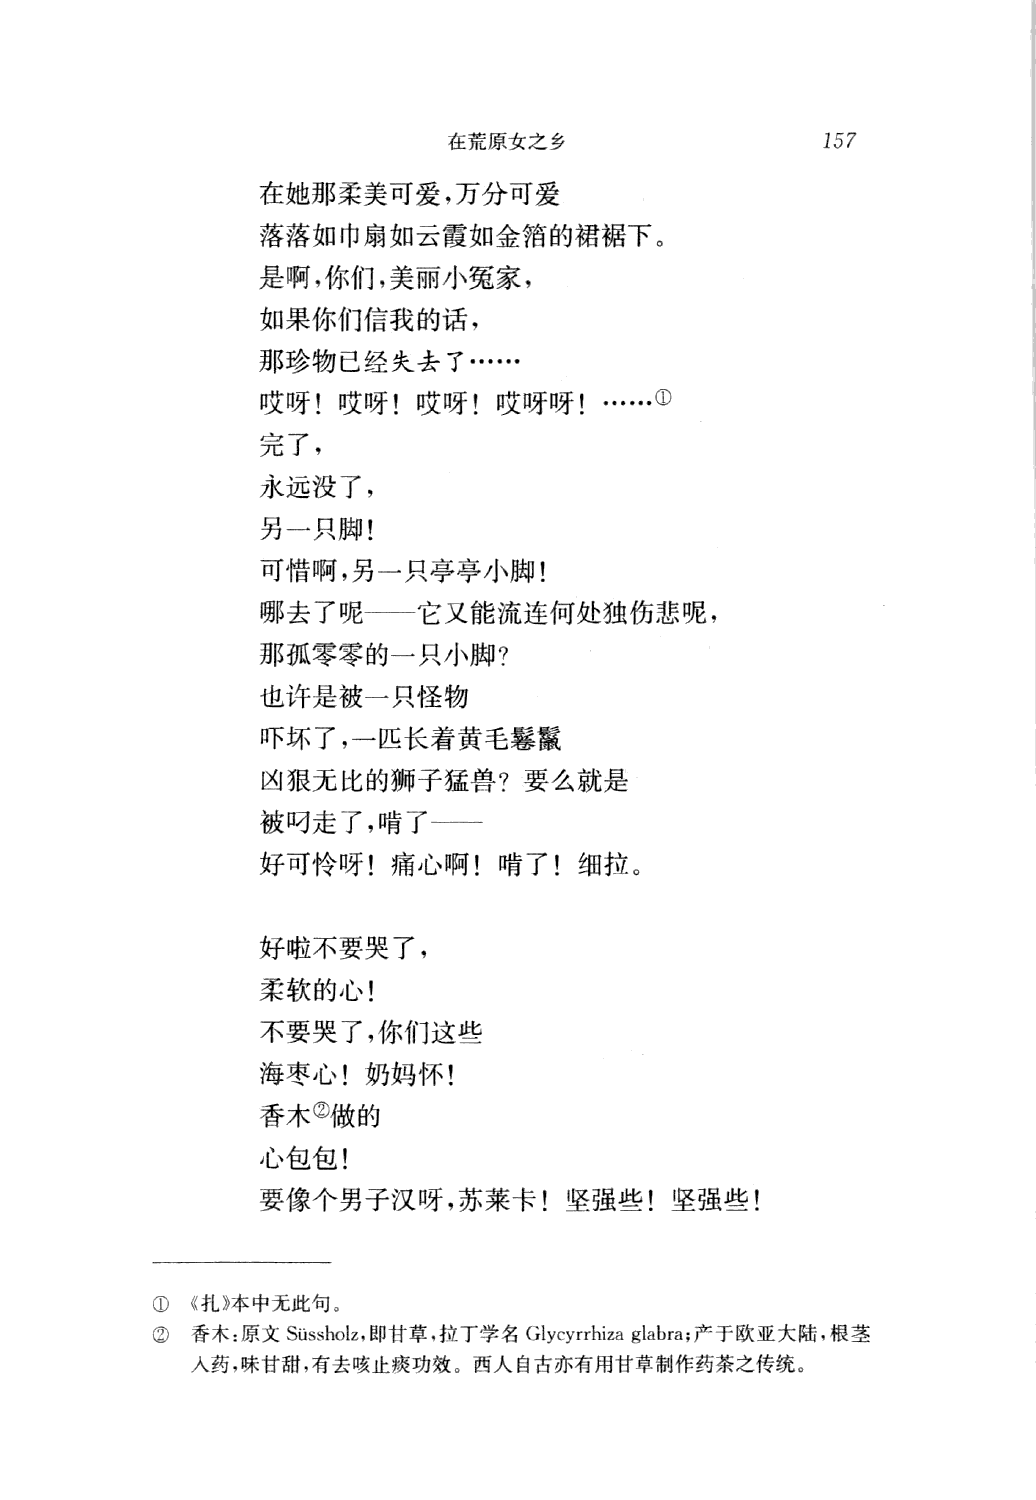 在荒原女之乡 157
在她那柔美可爱,万分可爱
落落如巾扇如云霞如金箔的裙裾下。
是啊,你们,美丽小冤家,
如果你们信我的话,
那珍物已经失去了……
哎呀! 哎呀! 哎呀! 哎呀呀! ……①
完了,
永远没了,
另一只脚!
可惜啊,另一只亭亭小脚!
哪去了呢——它又能流连何处独伤悲呢,
那孤零零的一只小脚?
也许是被一只怪物
吓坏了,一匹长着黄毛鬈鬣
凶狠无比的狮子猛兽? 要么就是
被叼走了,啃了——
好可怜呀! 痛心啊! 啃了! 细拉。
好啦不要哭了,
柔软的心!
不要哭了,你们这些
海枣心! 奶妈怀!
香木②做的
心包包!
要像个男子汉呀,苏莱卡! 坚强些! 坚强些!
① 《扎》本中无此句。
② 香木:原文 Süssholz,即甘草,拉丁学名 Glycyrrhiza glabra;产于欧亚大陆,根茎
入药,味甘甜,有去咳止痰功效。西人自古亦有用甘草制作药茶之传统。